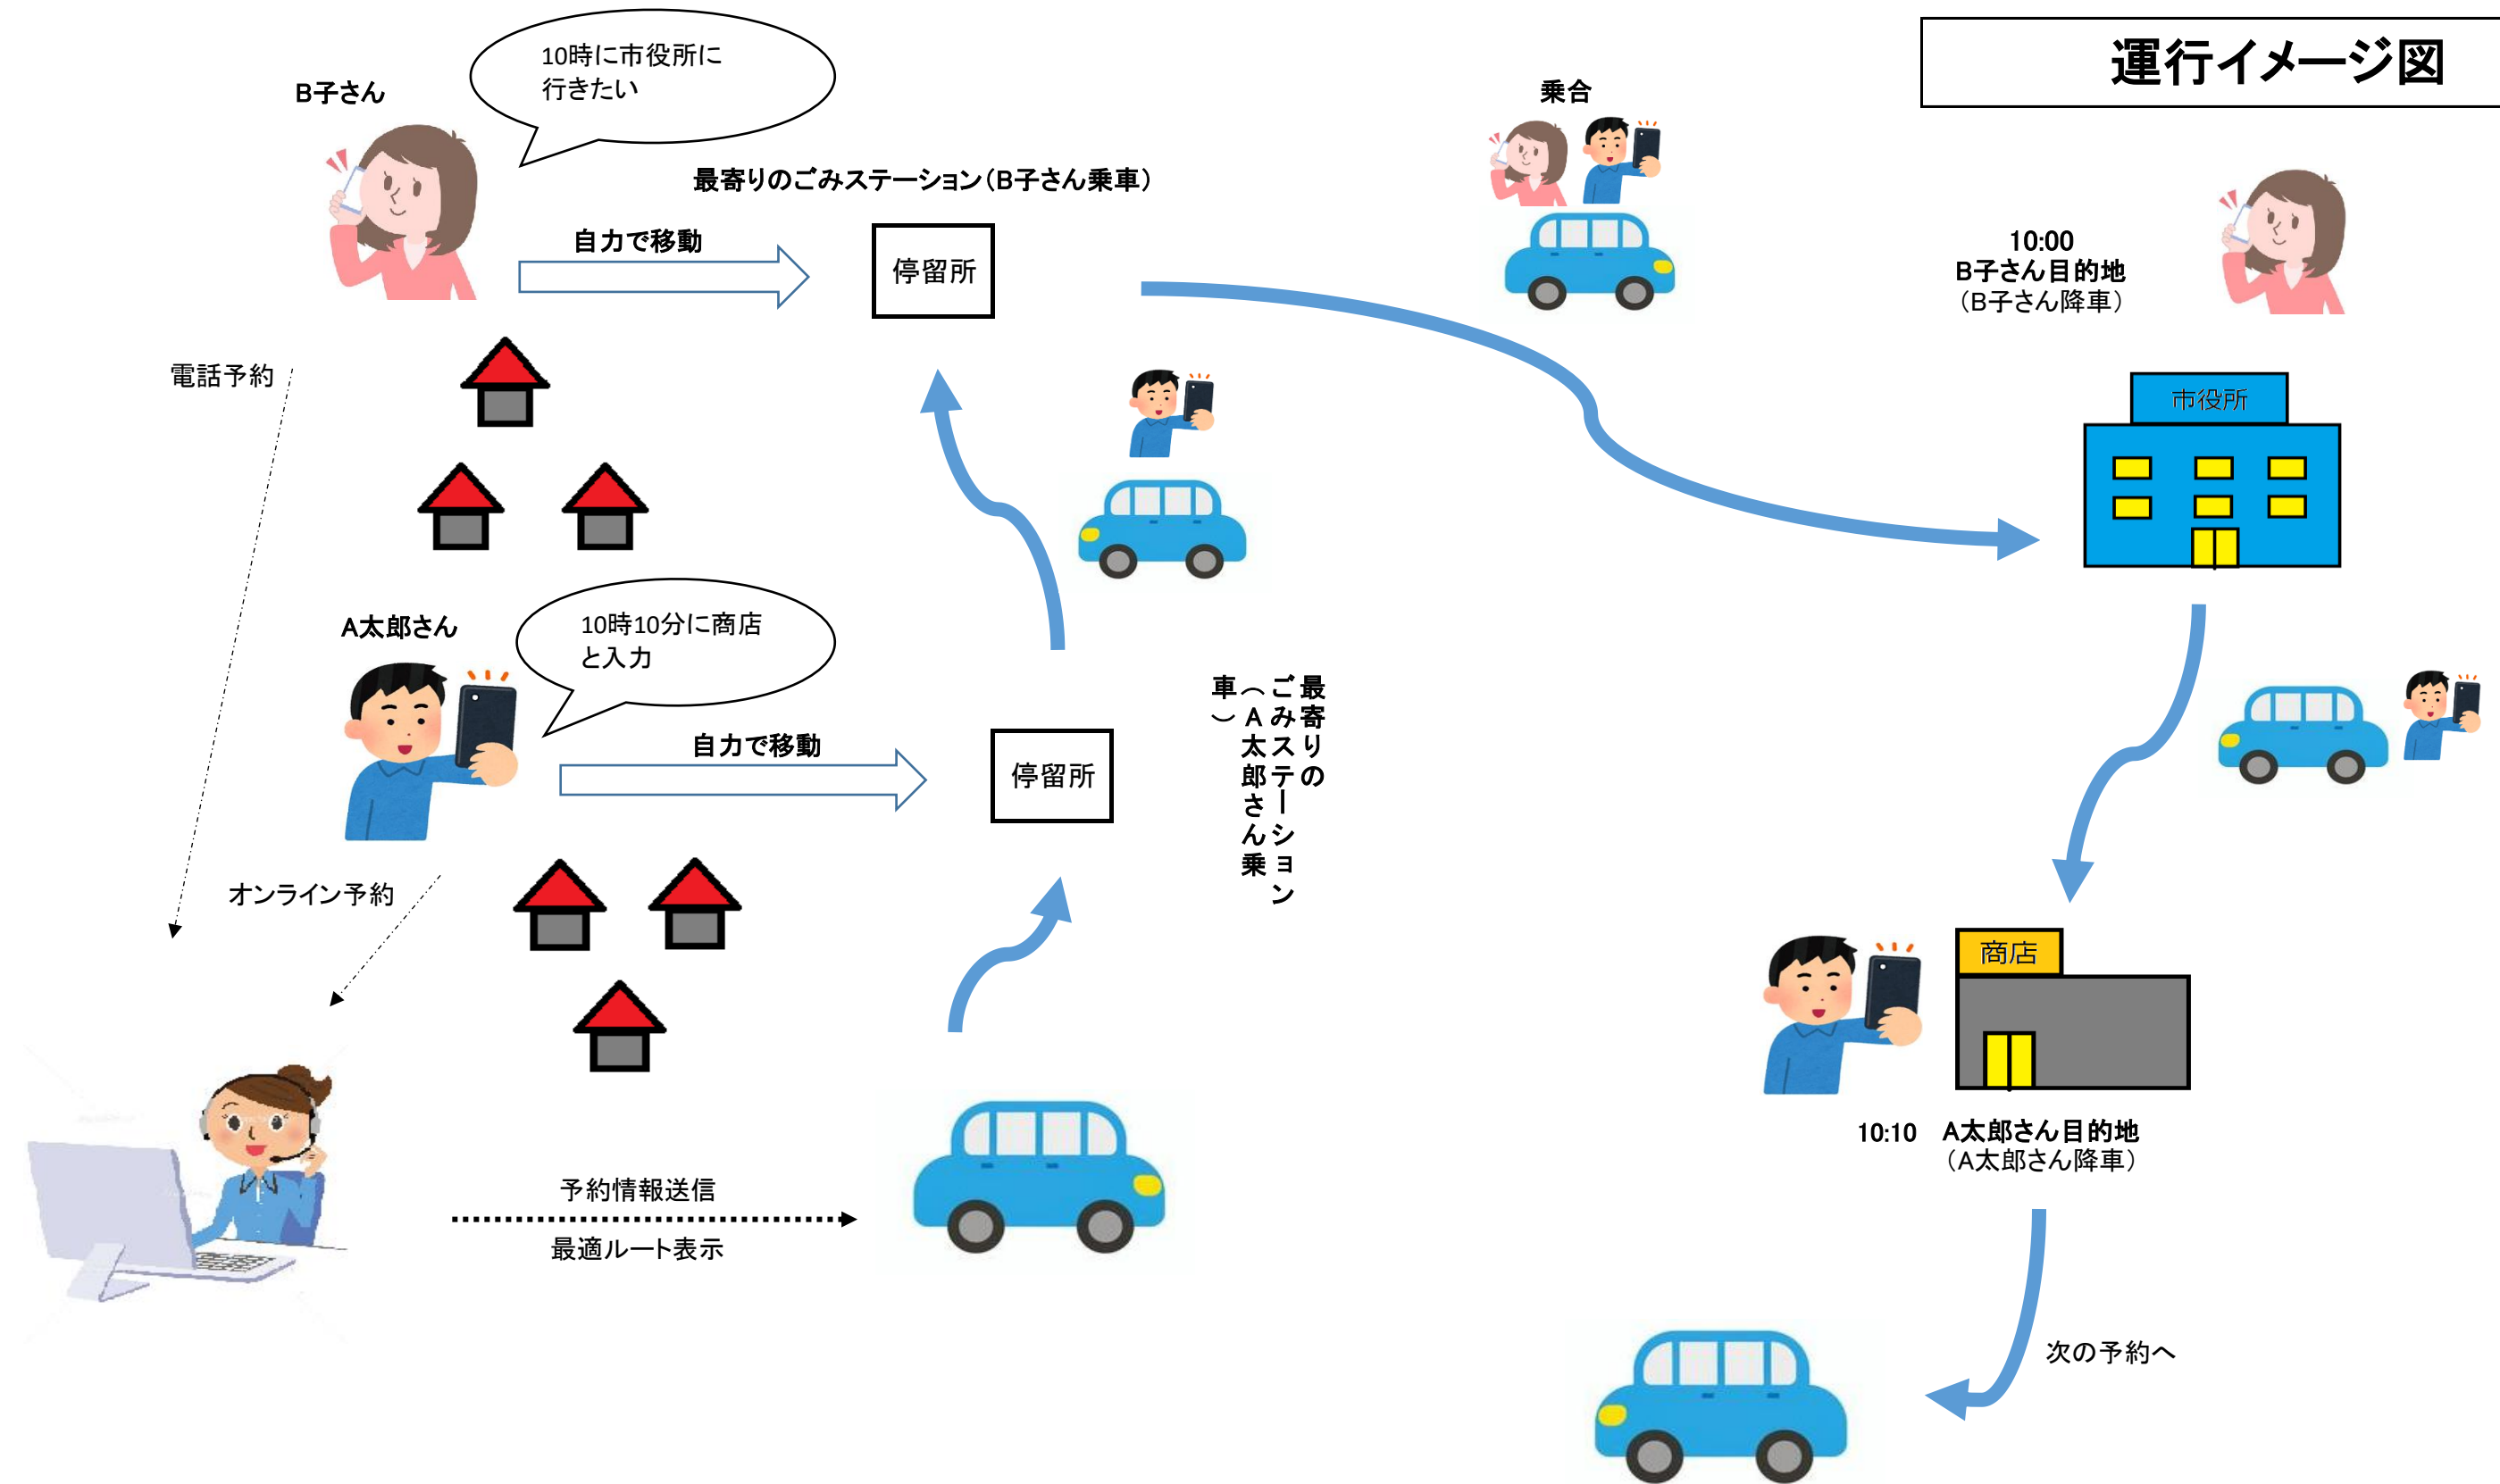 運行イメージ図
10時に市役所に
行きたい
B子さん
乗合
最寄りのごみステーション（B子さん乗車）
自力で移動
停留所
10:00
B子さん目的地
（B子さん降車）
電話予約
市役所
A太郎さん
10時10分に商店
と入力
最寄りの
ごみステーション
（A太郎さん乗
車）
自力で移動
停留所
オンライン予約
商店
10:10　A太郎さん目的地
（A太郎さん降車）
予約情報送信
最適ルート表示
次の予約へ